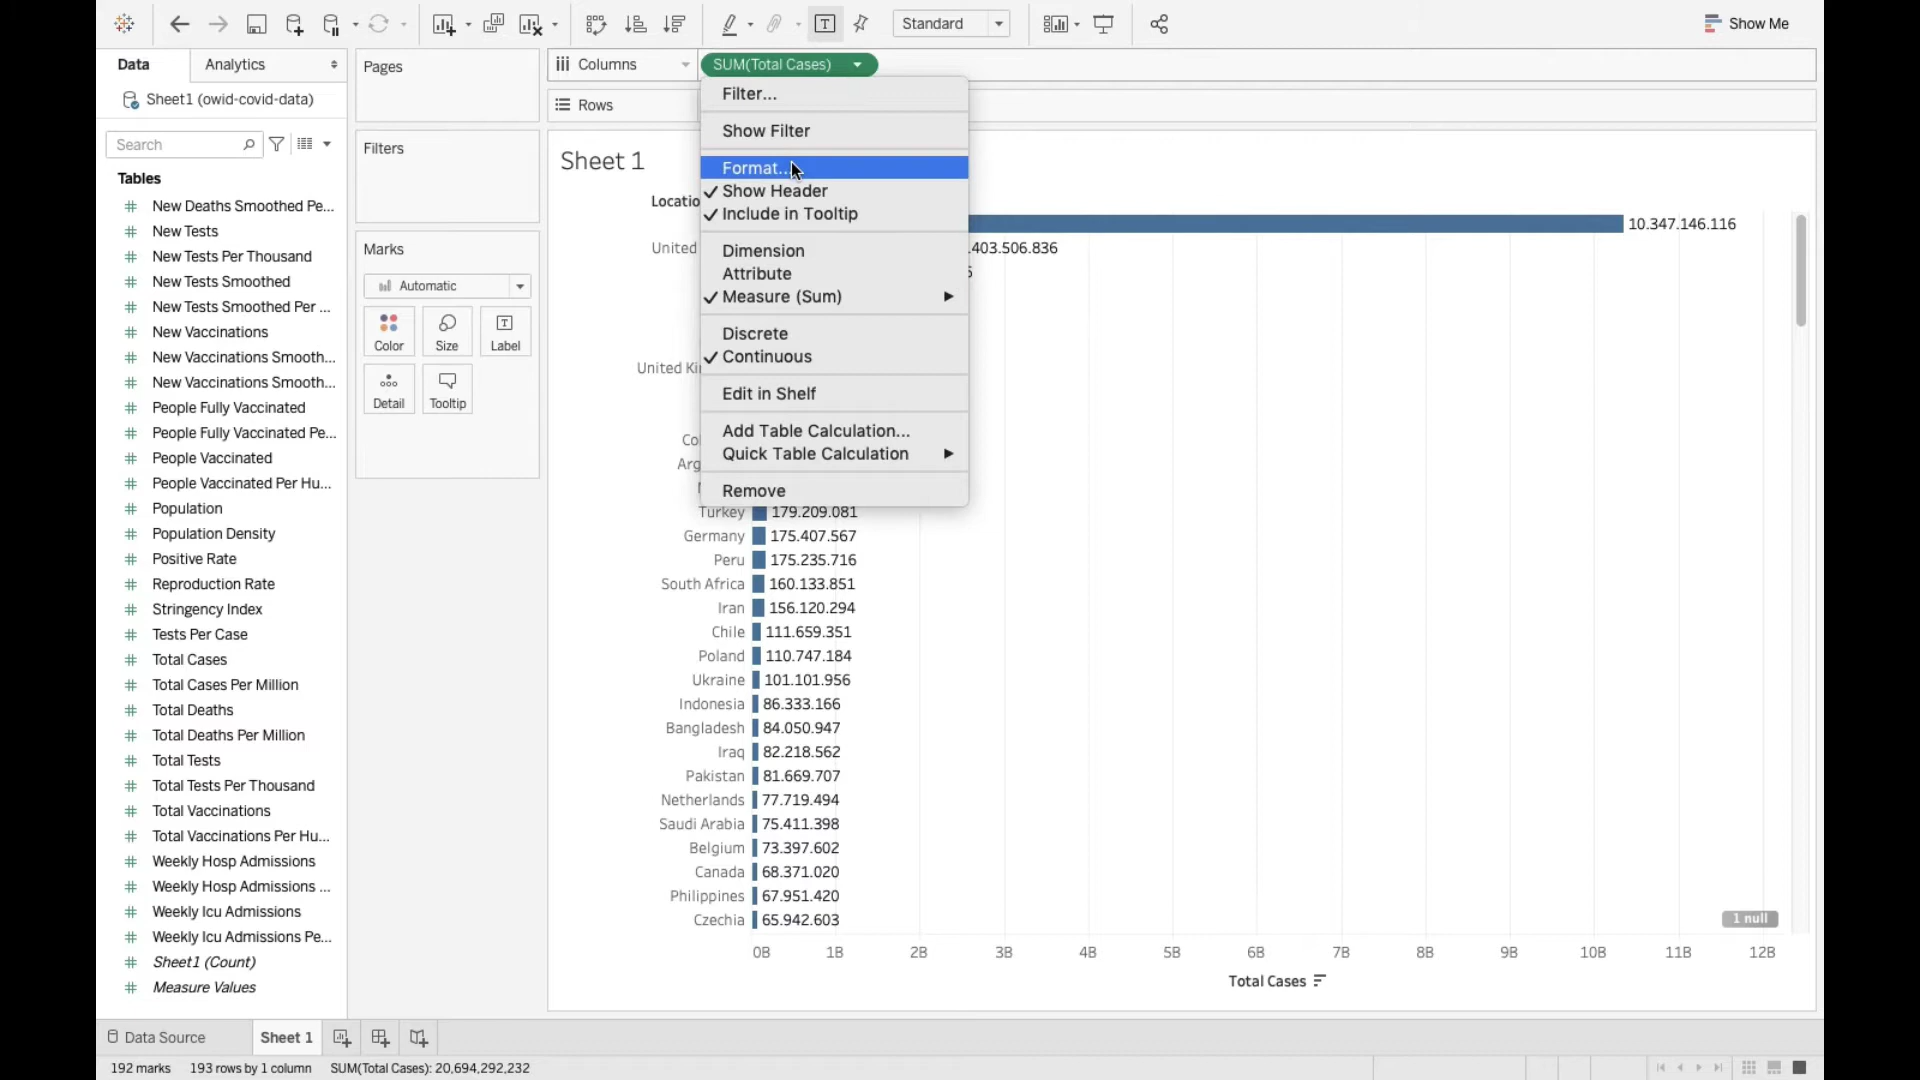 Standard
Show Me
Data
Analytics
Sheet1 (owid-covid-data)
Search
Tables
New Deaths Smoothed Pe...
New Tests
New Tests Per Thousand
New Tests Smoothed
New Tests Smoothed Per ...
New Vaccinations
New Vaccinations Smooth...
New Vaccinations Smooth...
People Fully Vaccinated
People Fully Vaccinated Pe...
People Vaccinated
People Vaccinated Per Hu...
Population
Population Density
Positive Rate
Reproduction Rate
Stringency Index
Tests Per Case
Total Cases
Total Cases Per Million
Total Deaths
Total Deaths Per Million
Total Tests
Total Tests Per Thousand
Total Vaccinations
Total Vaccinations Per Hu...
Weekly Hosp Admissions
Weekly Hosp Admissions ...
Weekly Icu Admissions
Weekly Icu Admissions Pe...
Sheet1 (Count)
Measure Values
Pages
Filters
Marks
Automatic
Color
Size
Label
Detail
Tooltip
Columns
SUM(Total Cases)
Rows
Filter...
Show Filter
Format...
Show Header
Include in Tooltip
Dimension
Attribute
Measure (Sum)
Discrete
Continuous
Edit in Shelf
Add Table Calculation...
Quick Table Calculation
Remove
Sheet 1
Locatio
10.347.146.116
United
.403.506.836
United Ki
Co
Arg
Turkey 179.209.081
Germany 175.407.567
Peru 175.235.716
South Africa 160.133.851
Iran 156.120.294
Chile 111.659.351
Poland 110.747.184
Ukraine 101.101.956
Indonesia 86.333.166
Bangladesh 84.050.947
Iraq 82.218.562
Pakistan 81.669.707
Netherlands 77.719.494
Saudi Arabia 75.411.398
Belgium 73.397.602
Canada 68.371.020
Philippines 67.951.420
Czechia 65.942.603
1 null
0B 1B 2B 3B 4B 5B 6B 7B 8B 9B 10B 11B 12B
Total Cases
Data Source
Sheet 1
192 marks 193 rows by 1 column SUM(Total Cases): 20,694,292,232